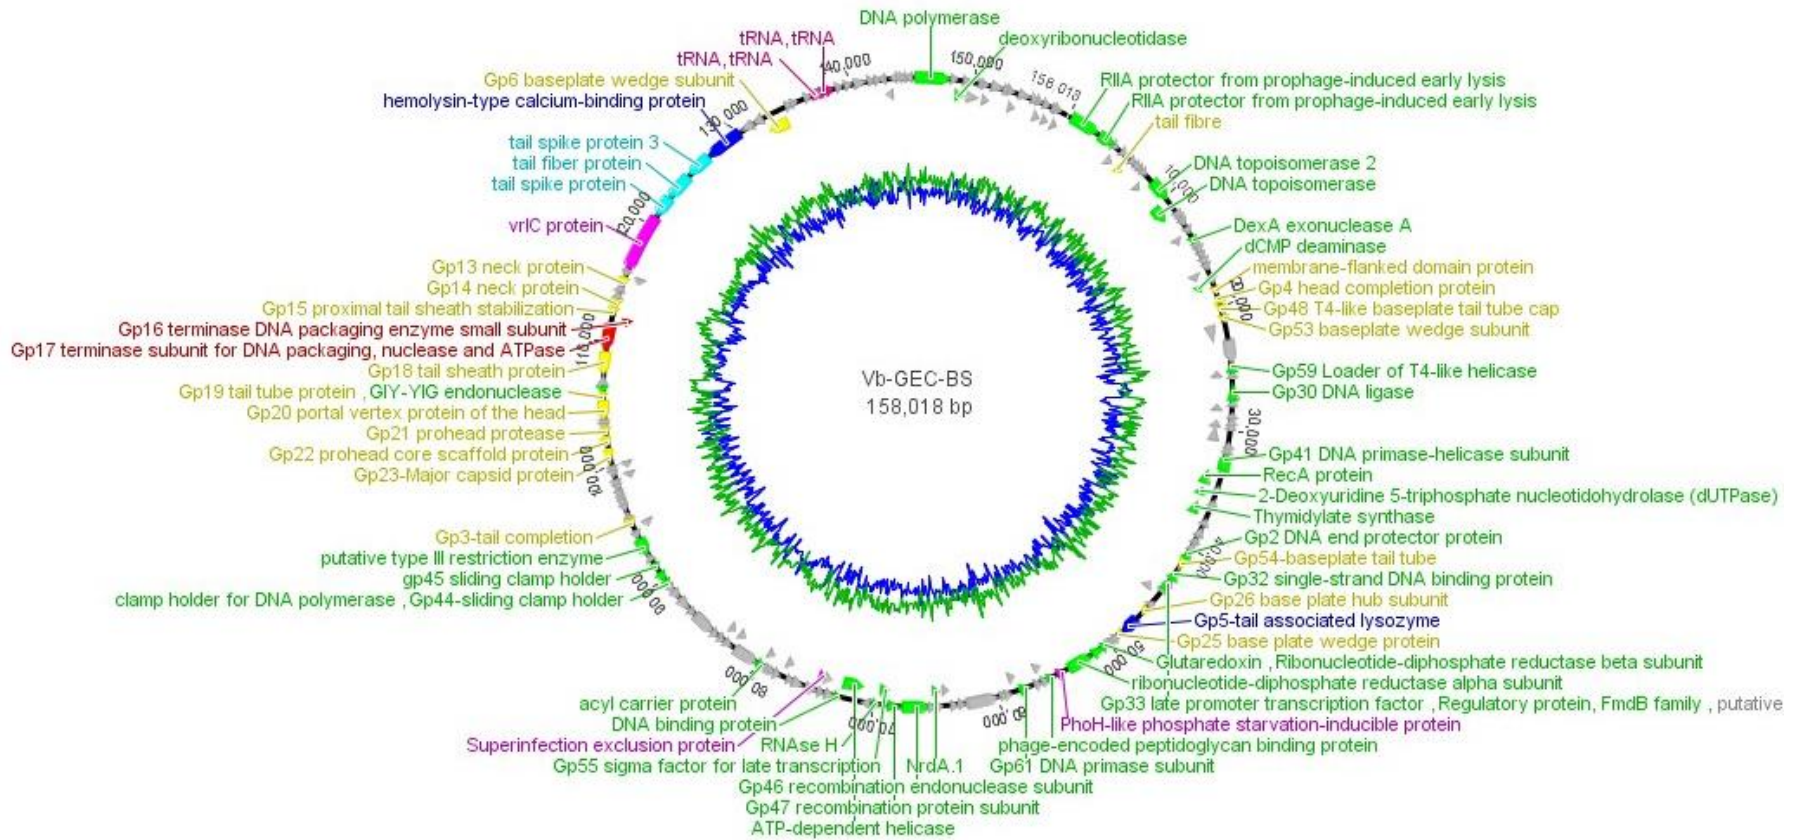 DNA polymerase
tRNA,tRNA
deoxyribonucleotidase
tRNA,tRNA
140,000
150,000
Gp6 baseplate wedge subunit
158 018
RIIA protector from prophage-induced early lysis
hemolysin-type calcium-binding protein
RIIA protector from prophage-induced early lysis
130,000
tail fibre
tail spike protein 3
tail fiber protein
DNA topoisomerase 2
tail spike protein
10,000
DNA topoisomerase
120,000
vrlC protein
DexA exonuclease A
dCMP deaminase
Gp13 neck protein
membrane-flanked domain protein
Gp14 neck protein
Gp4 head completion protein
20,000
Gp15 proximal tail sheath stabilization
Gp48 T4-like baseplate tail tube cap
Gp16 terminase DNA packaging enzyme small subunit
Gp53 baseplate wedge subunit
110,000
Gp17 terminase subunit for DNA packaging, nuclease and ATPase
Gp18 tail sheath protein
Gp59 Loader of T4-like helicase
Vb-GEC-BS
158,018 bp
Gp19 tail tube protein ,GIY-YIG endonuclease
Gp30 DNA ligase
Gp20 portal vertex protein of the head
30,000
Gp21 prohead protease
Gp22 prohead core scaffold protein
Gp41 DNA primase-helicase subunit
100,000
Gp23-Major capsid protein
RecA protein
2-Deoxyuridine 5-triphosphate nucleotidohydrolase (dUTPase)
Thymidylate synthase
Gp3-tail completion
Gp2 DNA end protector protein
putative type III restriction enzyme
Gp54-baseplate tail tube
40,000
gp45 sliding clamp holder
Gp32 single-strand DNA binding protein
clamp holder for DNA polymerase ,Gp44-sliding clamp holder
90,000
Gp26 base plate hub subunit
Gp5-tail associated lysozyme
Gp25 base plate wedge protein
50,000
Glutaredoxin ,Ribonucleotide-diphosphate reductase beta subunit
80,000
ribonucleotide-diphosphate reductase alpha subunit
acyl carrier protein
Gp33 late promoter transcription factor ,Regulatory protein, FmdB family , putative
60,000
DNA binding protein
70,000
PhoH-like phosphate starvation-inducible protein
Superinfection exclusion protein
RNAse H
phage-encoded peptidoglycan binding protein
Gp55 sigma factor for late transcription
NrdA.1
Gp61 DNA primase subunit
Gp46 recombination endonuclease subunit
Gp47 recombination protein subunit
ATP-dependent helicase